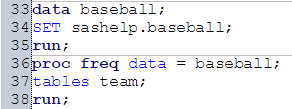 33 data baseball;
34 SET sashelp.baseball;
35 run;
36 proc freq data = baseball;
37 tables team;
38 run;